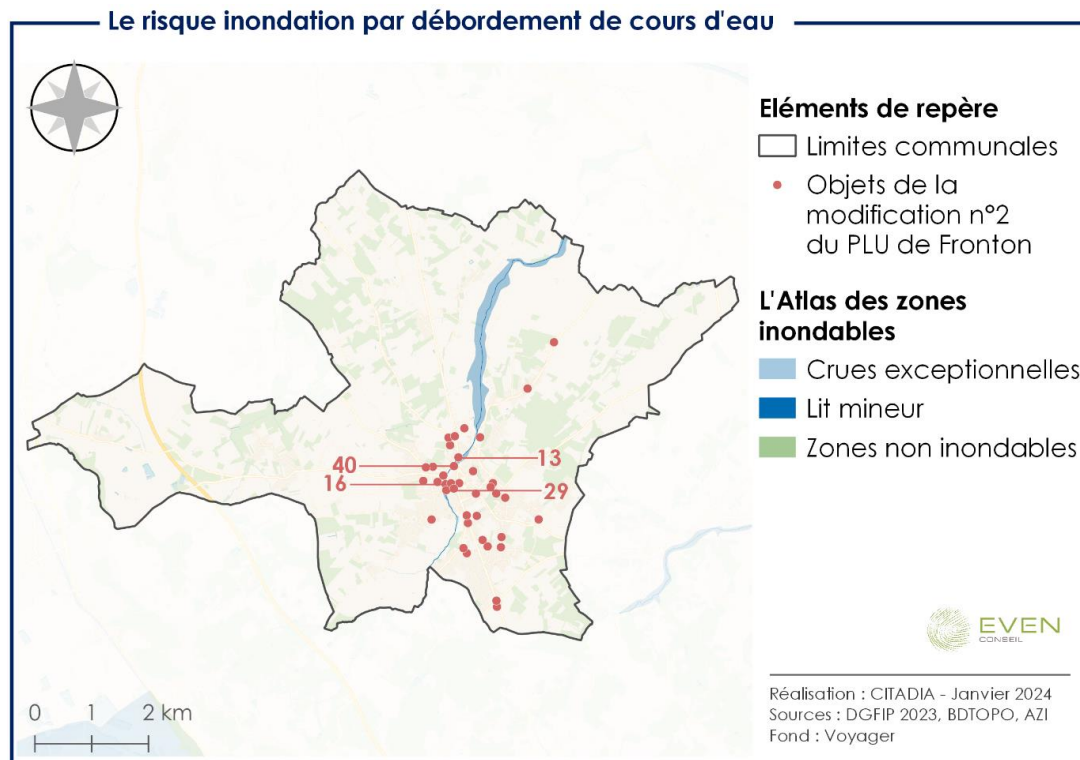 Le risque inondation par débordement de cours d'eau
Eléments de repère
Limites communales
Objets de la
modification n°2
du PLU de Fronton
L'Atlas des zones
inondables
Crues exceptionnelles
Lit mineur
Zones non inondables
13
40
16
29
EVEN
CONSEIL
0 1 2 km
Réalisation : CITADIA - Janvier 2024
Sources : DGFIP 2023, BDTOPO, AZI
Fond : Voyager